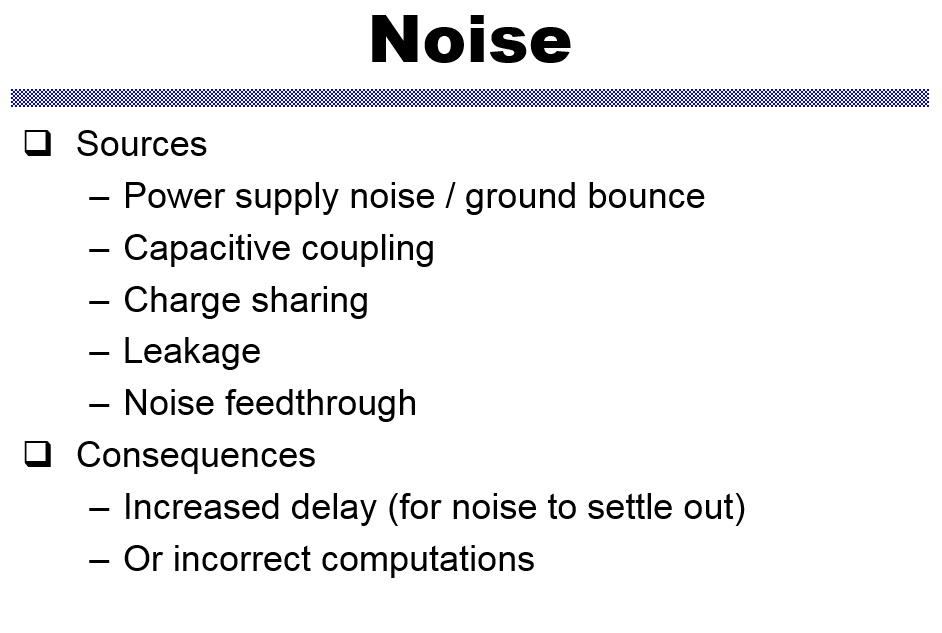 Noise
❑ Sources
– Power supply noise / ground bounce
– Capacitive coupling
– Charge sharing
– Leakage
– Noise feedthrough
❑ Consequences
– Increased delay (for noise to settle out)
– Or incorrect computations